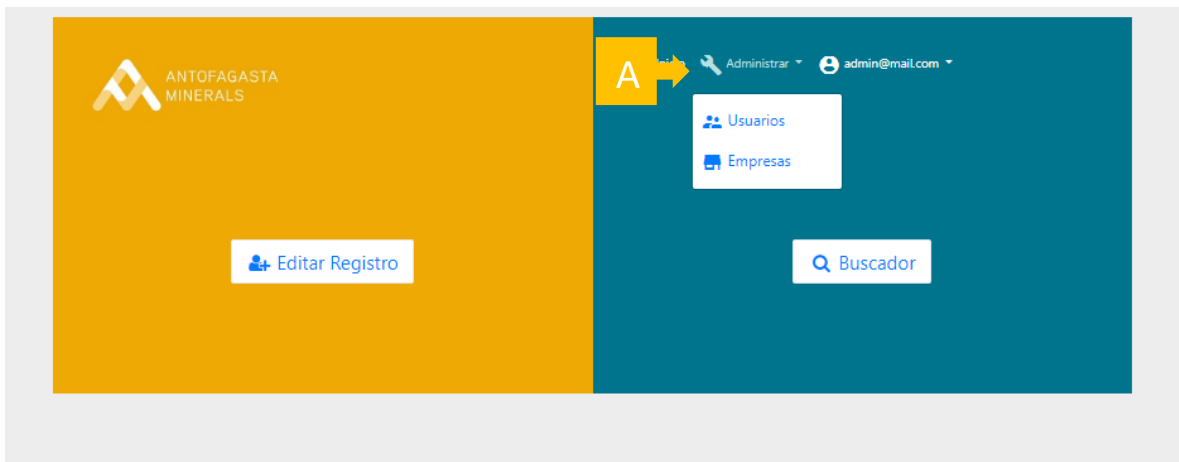 ANTOFAGASTA
MINERALS
A
Administrar
admin@mail.com
Usuarios
Empresas
Editar Registro
Buscador